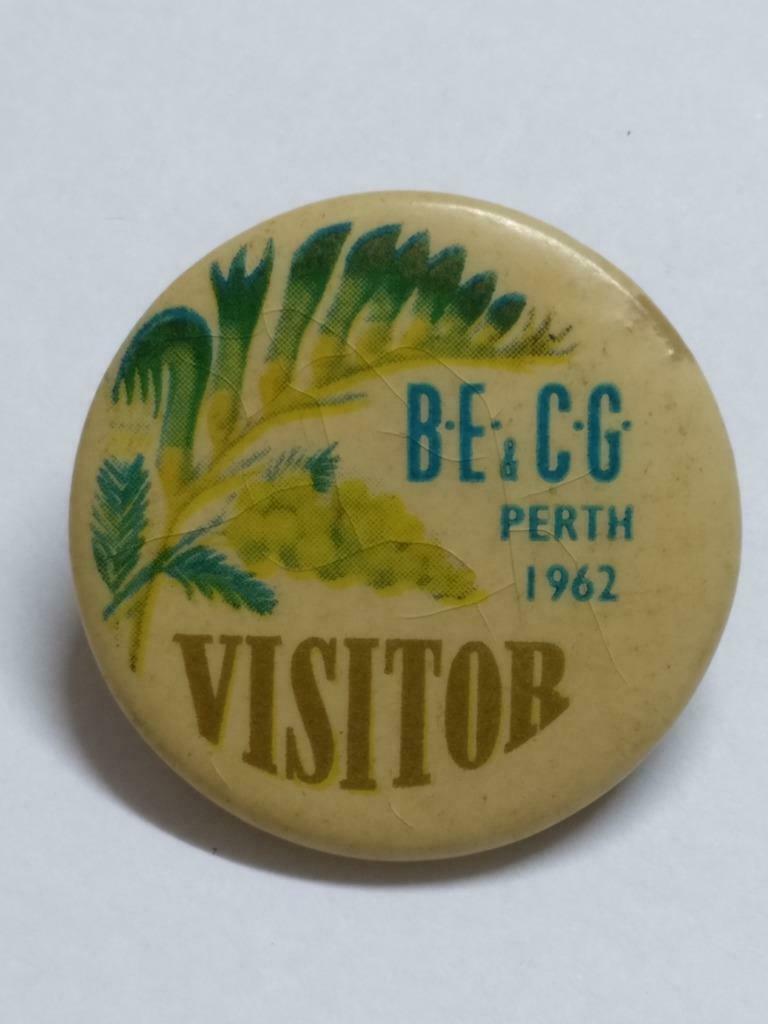 B·E·& C·G·
PERTH
1962
VISITOR